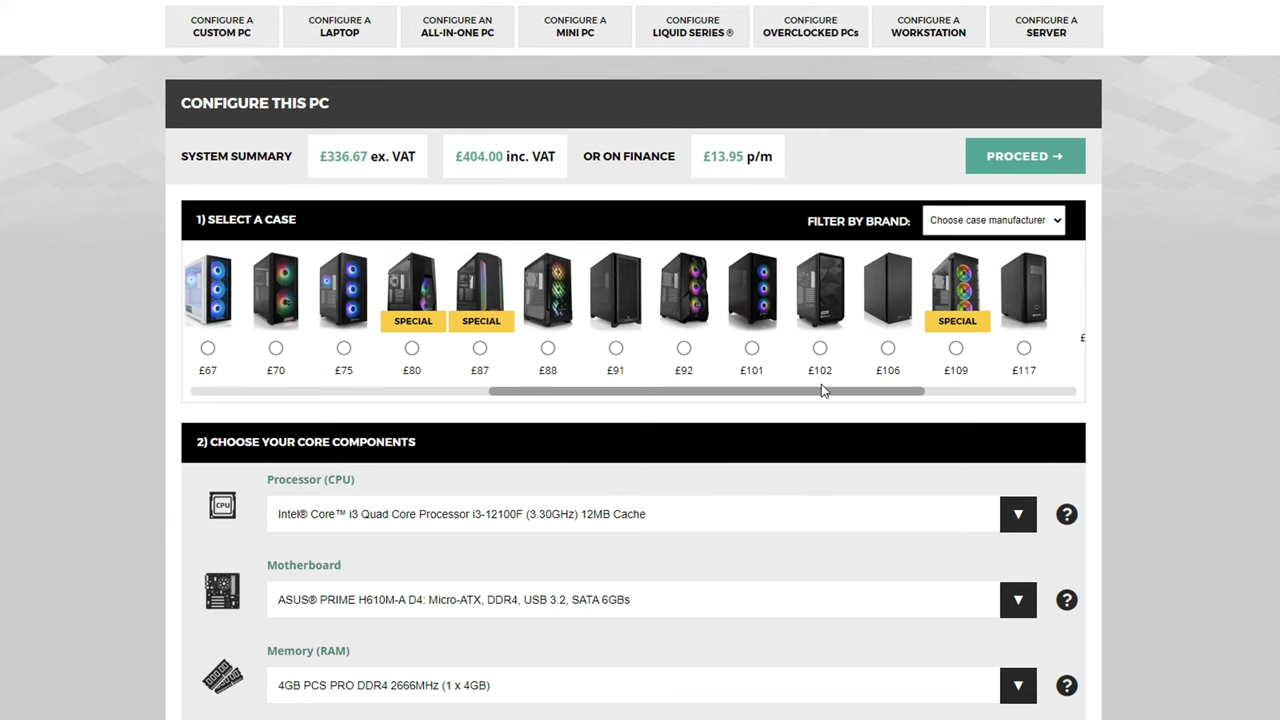 CONFIGURE A
CUSTOM PC
CONFIGURE A
LAPTOP
CONFIGURE AN
ALL-IN-ONE PC
CONFIGURE A
MINI PC
CONFIGURE
LIQUID SERIES ®
CONFIGURE
OVERCLOCKED PCs
CONFIGURE A
WORKSTATION
CONFIGURE A
SERVER
CONFIGURE THIS PC
SYSTEM SUMMARY £336.67 ex. VAT £404.00 inc. VAT OR ON FINANCE £13.95 p/m PROCEED →
1) SELECT A CASE FILTER BY BRAND: Choose case manufacturer
SPECIAL SPECIAL SPECIAL
£67 £70 £75 £80 £87 £88 £91 £92 £101 £102 £106 £109 £117
2) CHOOSE YOUR CORE COMPONENTS
Processor (CPU)
CPU Intel® Core™ i3 Quad Core Processor i3-12100F (3.30GHz) 12MB Cache ▼ ?
Motherboard
ASUS® PRIME H610M-A D4: Micro-ATX, DDR4, USB 3.2, SATA 6GBs ▼ ?
Memory (RAM)
4GB PCS PRO DDR4 2666MHz (1 x 4GB) ▼ ?